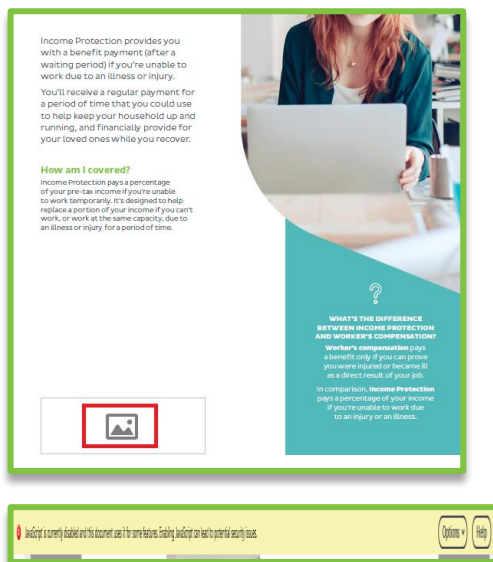 Income Protection provides you
with a benefit payment (after a
waiting period) if you're unable to
work due to an illness or injury.
You'll receive a regular payment for
a period of time that you could use
to help keep your household up and
running, and financially provide for
your loved ones while you recover.
How am I covered?
Income Protection pays a percentage
of your pre-tax income if you're unable
to work temporarily. It's designed to help
replace a portion of your income if you can't
work, or work at the same capacity, due to
an illness or injury for a period of time.
WHAT'S THE DIFFERENCE
BETWEEN INCOME PROTECTION
AND WORKER'S COMPENSATION?
Worker's compensation pays
a benefit only if you can prove
you were injured or became ill
as a direct result of your job.
In comparison, Income Protection
pays a percentage of your income
if you're unable to work due
to an injury or an illness.
JavaScript is currently disabled and this document uses it for some features. Enabling JavaScript can lead to potential security issues.
Options
Help